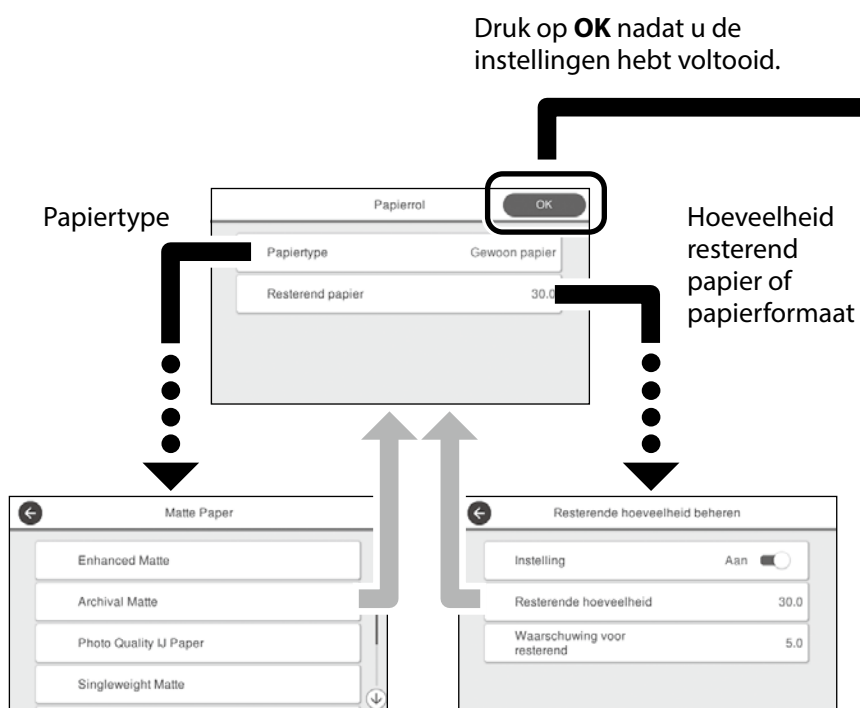 Druk op OK nadat u de
instellingen hebt voltooid.
Papierrol
OK
Papiertype
Papiertype
Gewoon papier
Resterend papier
30.0
Hoeveelheid
resterend
papier of
papierformaat
Matte Paper
Enhanced Matte
Archival Matte
Photo Quality IJ Paper
Singleweight Matte
Resterende hoeveelheid beheren
Instelling
Aan
Resterende hoeveelheid
30.0
Waarschuwing voor
resterend
5.0